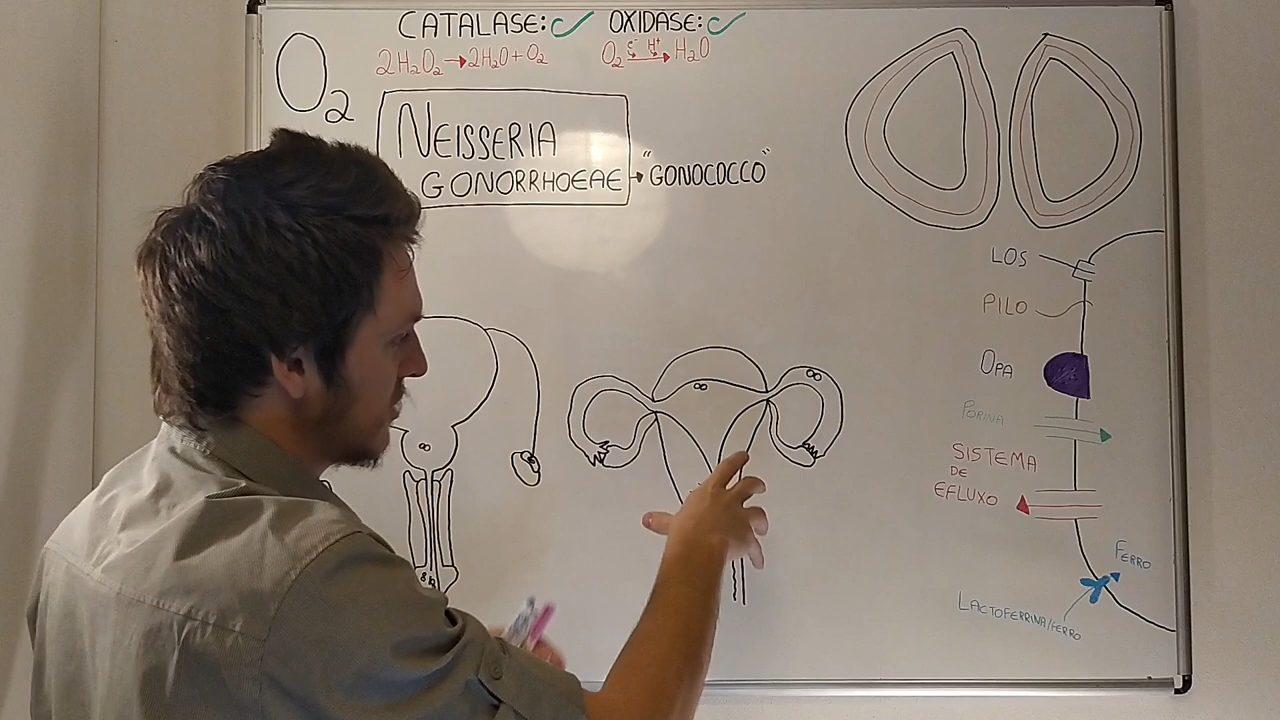 CATALASE: ✓ OXIDASE: ✓
2H₂O₂→2H₂O+O₂ O₂ E⁻ H⁺→ H₂O
O₂
NEISSERIA
GONORRHOEAE → "GONOCOCCO"
LOS
PILO
OPA
PORINA
SISTEMA
DE
EFLUXO
FERRO
LACTOFERRINA/FERRO